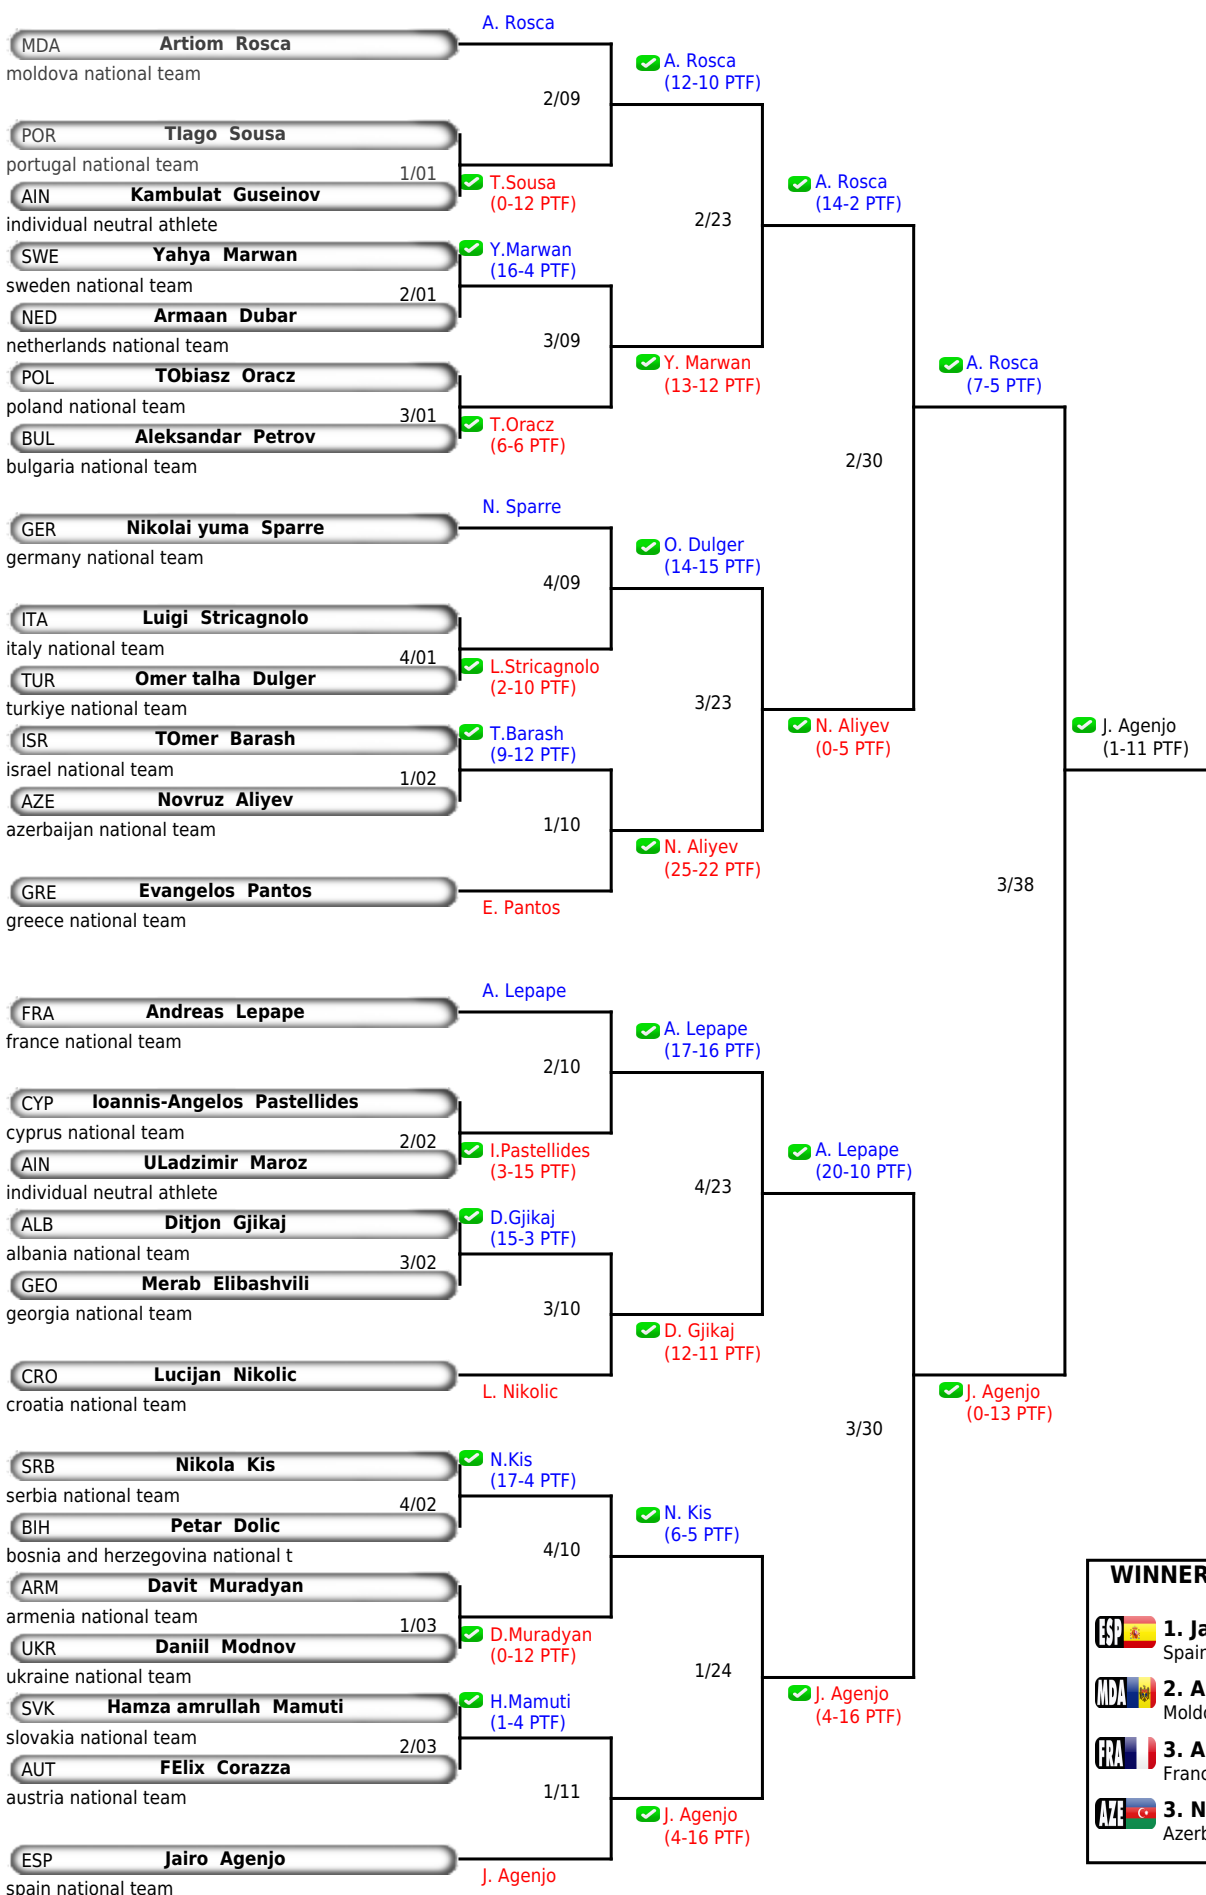 A. Rosca
MDA Artiom Rosca
moldova national team
A. Rosca
(12-10 PTF)
2/09
POR TIago Sousa
portugal national team
1/01
T.Sousa
(0-12 PTF)
AIN Kambulat Guseinov
individual neutral athlete
A. Rosca
(14-2 PTF)
2/23
SWE Yahya Marwan
sweden national team
Y.Marwan
(16-4 PTF)
2/01
NED Armaan Dubar
netherlands national team
3/09
Y. Marwan
(13-12 PTF)
POL TObiasz Oracz
poland national team
3/01
T.Oracz
(6-6 PTF)
BUL Aleksandar Petrov
bulgaria national team
A. Rosca
(7-5 PTF)
2/30
N. Sparre
GER Nikolai yuma Sparre
germany national team
O. Dulger
(14-15 PTF)
4/09
ITA Luigi Stricagnolo
italy national team
4/01
L.Stricagnolo
(2-10 PTF)
TUR Omer talha Dulger
turkiye national team
3/23
N. Aliyev
(0-5 PTF)
ISR TOmer Barash
israel national team
T.Barash
(9-12 PTF)
1/02
AZE Novruz Aliyev
azerbaijan national team
1/10
N. Aliyev
(25-22 PTF)
GRE Evangelos Pantos
greece national team
E. Pantos
J. Agenjo
(1-11 PTF)
3/38
A. Lepape
FRA Andreas Lepape
france national team
A. Lepape
(17-16 PTF)
2/10
CYP Ioannis-Angelos Pastellides
cyprus national team
2/02
I.Pastellides
(3-15 PTF)
AIN ULadzimir Maroz
individual neutral athlete
A. Lepape
(20-10 PTF)
4/23
ALB Ditjon Gjikaj
albania national team
D.Gjikaj
(15-3 PTF)
3/02
GEO Merab Elibashvili
georgia national team
3/10
D. Gjikaj
(12-11 PTF)
CRO Lucijan Nikolic
croatia national team
L. Nikolic
J. Agenjo
(0-13 PTF)
3/30
SRB Nikola Kis
serbia national team
N.Kis
(17-4 PTF)
4/02
BIH Petar Dolic
bosnia and herzegovina national t
N. Kis
(6-5 PTF)
4/10
ARM Davit Muradyan
armenia national team
1/03
D.Muradyan
(0-12 PTF)
UKR Daniil Modnov
ukraine national team
1/24
J. Agenjo
(4-16 PTF)
SVK Hamza amrullah Mamuti
slovakia national team
H.Mamuti
(1-4 PTF)
2/03
AUT FElix Corazza
austria national team
1/11
J. Agenjo
(4-16 PTF)
ESP Jairo Agenjo
spain national team
J. Agenjo
WINNER
ESP 1. Ja
Spain
MDA 2. A
Moldo
FRA 3. A
Franc
AZE 3. N
Azerb